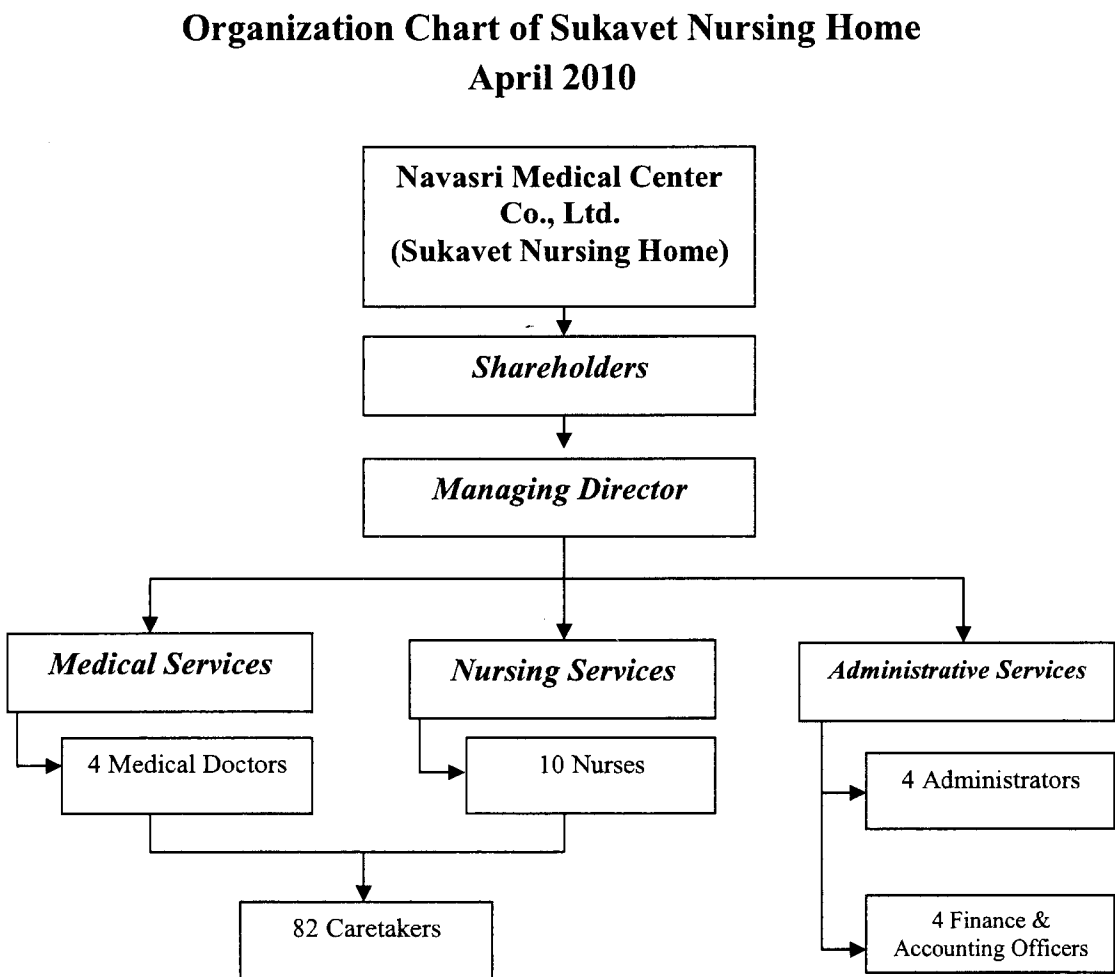 Organization Chart of Sukavet Nursing Home
April 2010
Navasri Medical Center
Co., Ltd.
(Sukavet Nursing Home)
Shareholders
Managing Director
Medical Services
Nursing Services
Administrative Services
4 Medical Doctors
10 Nurses
4 Administrators
82 Caretakers
4 Finance &
Accounting Officers